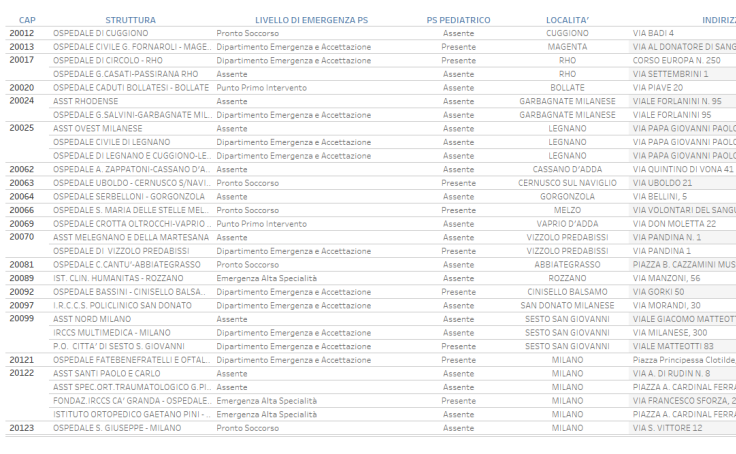 CAP STRUTTURA LIVELLO DI EMERGENZA PS PS PEDIATRICO LOCALITA' INDIRIZ
20012 OSPEDALE DI CUGGIONO Pronto Soccorso Assente CUGGIONO VIA BADI 4
20013 OSPEDALE CIVILE G. FORNAROLI - MAGE.. Dipartimento Emergenza e Accettazione Presente MAGENTA VIA AL DONATORE DI SANG
20017 OSPEDALE DI CIRCOLO - RHO Dipartimento Emergenza e Accettazione Presente RHO CORSO EUROPA N. 250
OSPEDALE G.CASATI-PASSIRANA RHO Assente Assente RHO VIA SETTEMBRINI 1
20020 OSPEDALE CADUTI BOLLATESI - BOLLATE Punto Primo Intervento Assente BOLLATE VIA PIAVE 20
20024 ASST RHODENSE Assente Assente GARBAGNATE MILANESE VIALE FORLANINI N. 95
OSPEDALE G.SALVINI-GARBAGNATE MIL.. Dipartimento Emergenza e Accettazione Assente GARBAGNATE MILANESE VIALE FORLANINI 95
20025 ASST OVEST MILANESE Assente Assente LEGNANO VIA PAPA GIOVANNI PAOLO
OSPEDALE CIVILE DI LEGNANO Dipartimento Emergenza e Accettazione Assente LEGNANO VIA PAPA GIOVANNI PAOLO
OSPEDALE DI LEGNANO E CUGGIONO-LE.. Dipartimento Emergenza e Accettazione Assente LEGNANO VIA PAPA GIOVANNI PAOLO
20062 OSPEDALE A. ZAPPATONI-CASSANO D'A.. Dipartimento Emergenza e Accettazione Assente CASSANO D'ADDA VIA QUINTINO DI VONA 41
20063 OSPEDALE UBOLDO - CERNUSCO S/NAVI.. Pronto Soccorso Presente CERNUSCO SUL NAVIGLIO VIA UBOLDO 21
20064 OSPEDALE SERBELLONI - GORGONZOLA Assente Assente GORGONZOLA VIA BELLINI, 5
20066 OSPEDALE S. MARIA DELLE STELLE MEL.. Pronto Soccorso Presente MELZO VIA VOLONTARI DEL SANGU
20069 OSPEDALE CROTTA OLTROCCHI-VAPRIO .. Punto Primo Intervento Assente VAPRIO D'ADDA VIA DON MOLETTA 22
20070 ASST MELEGNANO E DELLA MARTESANA Assente Assente VIZZOLO PREDABISSI VIA PANDINA N. 1
OSPEDALE DI VIZZOLO PREDABISSI Dipartimento Emergenza e Accettazione Presente VIZZOLO PREDABISSI VIA PANDINA 1
20081 OSPEDALE C.CANTU'-ABBIATEGRASSO Pronto Soccorso Assente ABBIATEGRASSO PIAZZA B. CAZZAMINI MUS
20089 IST. CLIN. HUMANITAS - ROZZANO Emergenza Alta Specialità Assente ROZZANO VIA MANZONI, 56
20092 OSPEDALE BASSINI - CINISELLO BALSA.. Dipartimento Emergenza e Accettazione Presente CINISELLO BALSAMO VIA GORKI 50
20097 I.R.C.C.S. POLICLINICO SAN DONATO Dipartimento Emergenza e Accettazione Assente SAN DONATO MILANESE VIA MORANDI, 30
20099 ASST NORD MILANO Assente Assente SESTO SAN GIOVANNI VIALE GIACOMO MATTEOTT
IRCCS MULTIMEDICA - MILANO Dipartimento Emergenza e Accettazione Assente SESTO SAN GIOVANNI VIA MILANESE, 300
P.O. CITTA' DI SESTO S. GIOVANNI Dipartimento Emergenza e Accettazione Presente SESTO SAN GIOVANNI VIALE MATTEOTTI 83
20121 OSPEDALE FATEBENEFRATELLI E OFTAL.. Dipartimento Emergenza e Accettazione Presente MILANO Piazza Principessa Clotilde,
20122 ASST SANTI PAOLO E CARLO Assente Assente MILANO VIA A. DI RUDINI N. 8
ASST SPEC.ORT.TRAUMATOLOGICO G.PI.. Assente Assente MILANO PIAZZA A. CARDINAL FERRA
FONDAZ.IRCCS CA' GRANDA - OSPEDALE.. Emergenza Alta Specialità Presente MILANO VIA FRANCESCO SFORZA, 2
ISTITUTO ORTOPEDICO GAETANO PINI - .. Emergenza Alta Specialità Assente MILANO PIAZZA A. CARDINAL FERRA
20123 OSPEDALE S. GIUSEPPE - MILANO Pronto Soccorso Assente MILANO VIA S. VITTORE 12